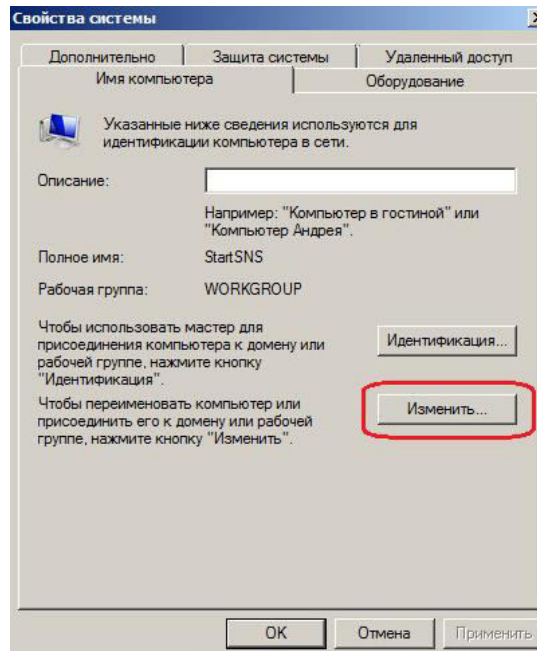 Свойства системы
Дополнительно
Защита системы
Удаленный доступ
Имя компьютера
Оборудование
Указанные ниже сведения используются для
идентификации компьютера в сети.
Описание:
Например: "Компьютер в гостиной" или
"Компьютер Андрея".
Полное имя:
StartSNS
Рабочая группа:
WORKGROUP
Чтобы использовать мастер для
присоединения компьютера к домену или
рабочей группе, нажмите кнопку
"Идентификация".
Идентификация...
Чтобы переименовать компьютер или
присоединить его к домену или рабочей
группе, нажмите кнопку "Изменить".
Изменить...
OK
Отмена
Применить